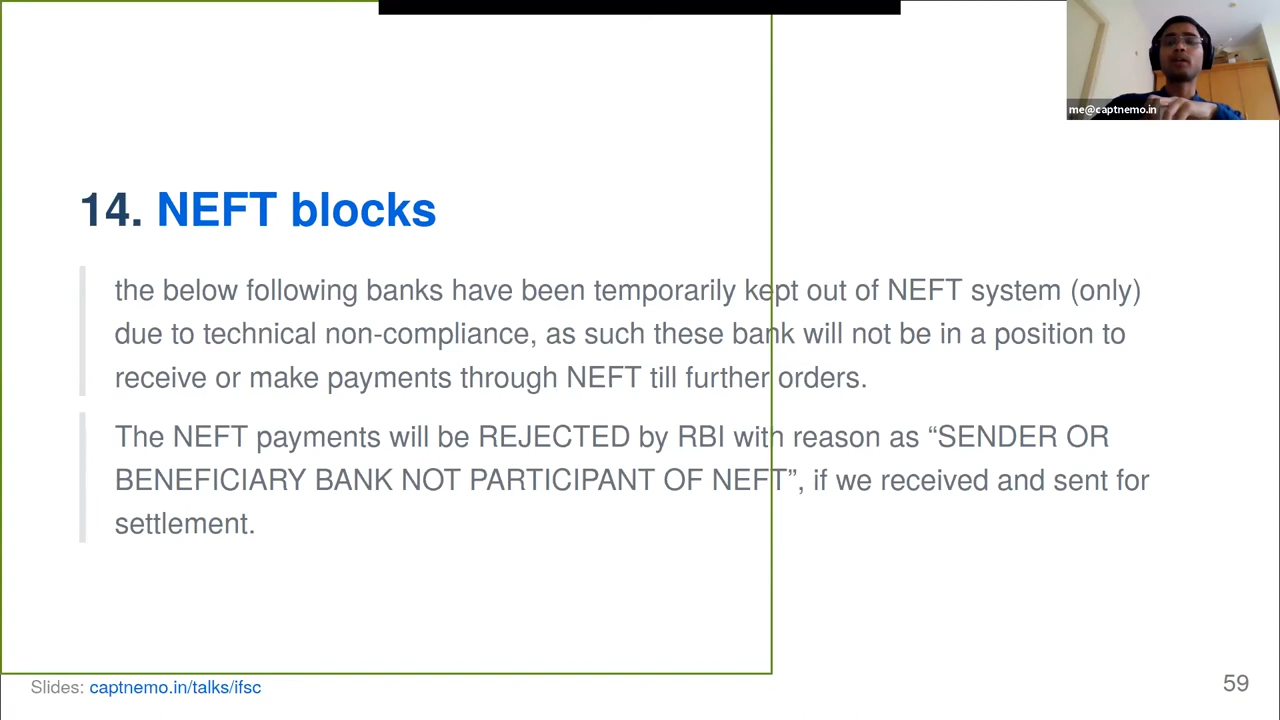 me@captnemo.in
14. NEFT blocks
the below following banks have been temporarily kept out of NEFT system (only)
due to technical non-compliance, as such these bank will not be in a position to
receive or make payments through NEFT till further orders.
The NEFT payments will be REJECTED by RBI with reason as “SENDER OR
BENEFICIARY BANK NOT PARTICIPANT OF NEFT”, if we received and sent for
settlement.
Slides: captnemo.in/talks/ifsc
59